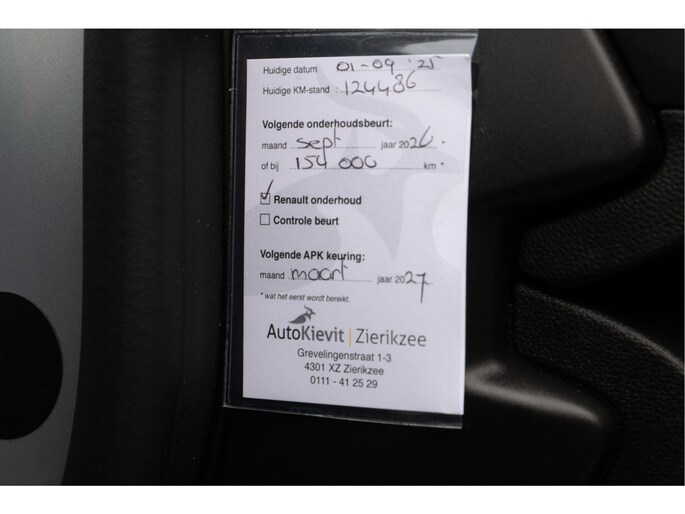 Huidige datum 01-09-'25
Huidige KM-stand : 124486
Volgende onderhoudsbeurt:
maand sept jaar 2026.
of bij 154 000 km *
Renault onderhoud
Controle beurt
Volgende APK keuring:
maand maart jaar 2027
* wat het eerst wordt bereikt.
AutoKievit | Zierikzee
Grevelingenstraat 1-3
4301 XZ Zierikzee
0111 - 41 25 29